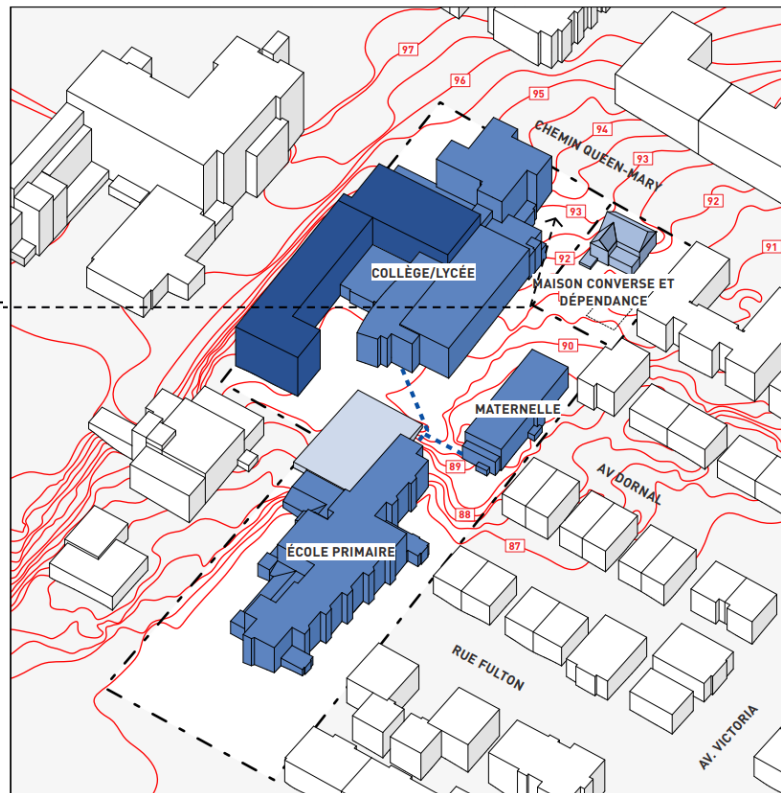 97
96
95
CHEMIN QUEEN-MARY
94
93
92
91
93
92
COLLÈGE/LYCÉE
MAISON CONVERSE ET
DÉPENDANCE
90
MATERNELLE
89
AV DORNAL
88
87
ÉCOLE PRIMAIRE
RUE FULTON
AV. VICTORIA